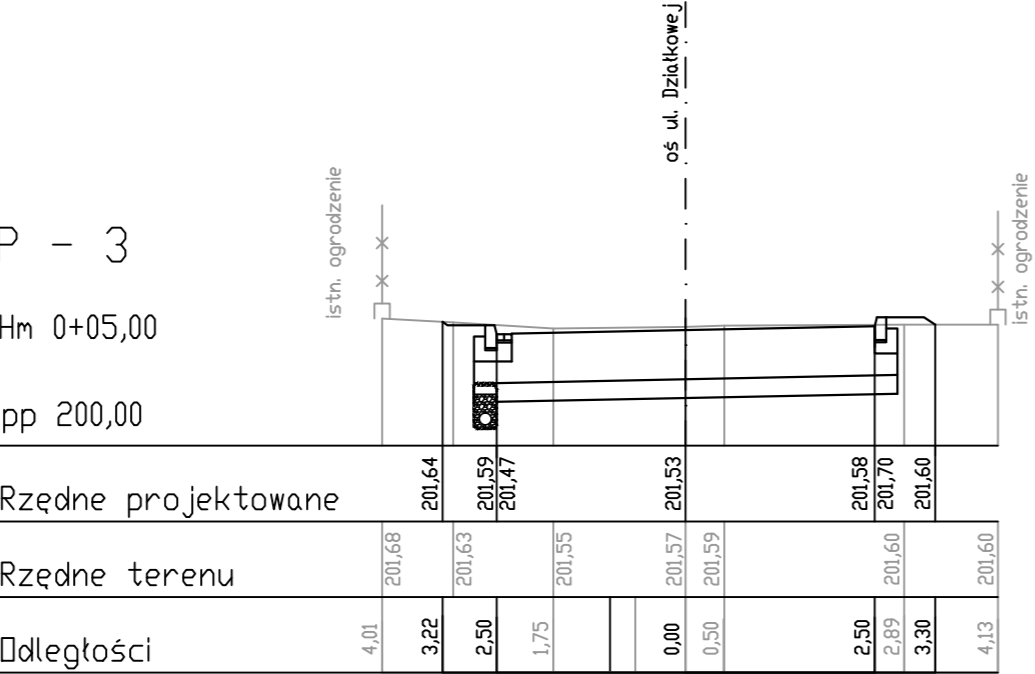 oś ul. Działkowej
istn. ogrodzenie
istn. ogrodzenie
P - 3
Hm 0+05,00
pp 200,00
Rzędne projektowane 201,64 201,59 201,47 201,53 201,58 201,70 201,60
Rzędne terenu 201,68 201,63 201,55 201,57 201,59 201,60 201,60
Odległości 4,01 3,22 2,50 1,75 0,00 0,50 2,50 2,89 3,30 4,13